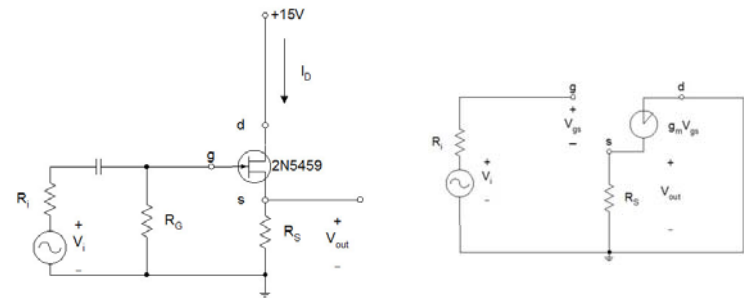 +15V
I_D
d
g
2N5459
s
R_i
+
V_i
−
R_G
R_S
+
V_out
−
g
+
V_gs
−
d
g_mV_gs
s
R_i
+
V_i
−
R_S
+
V_out
−